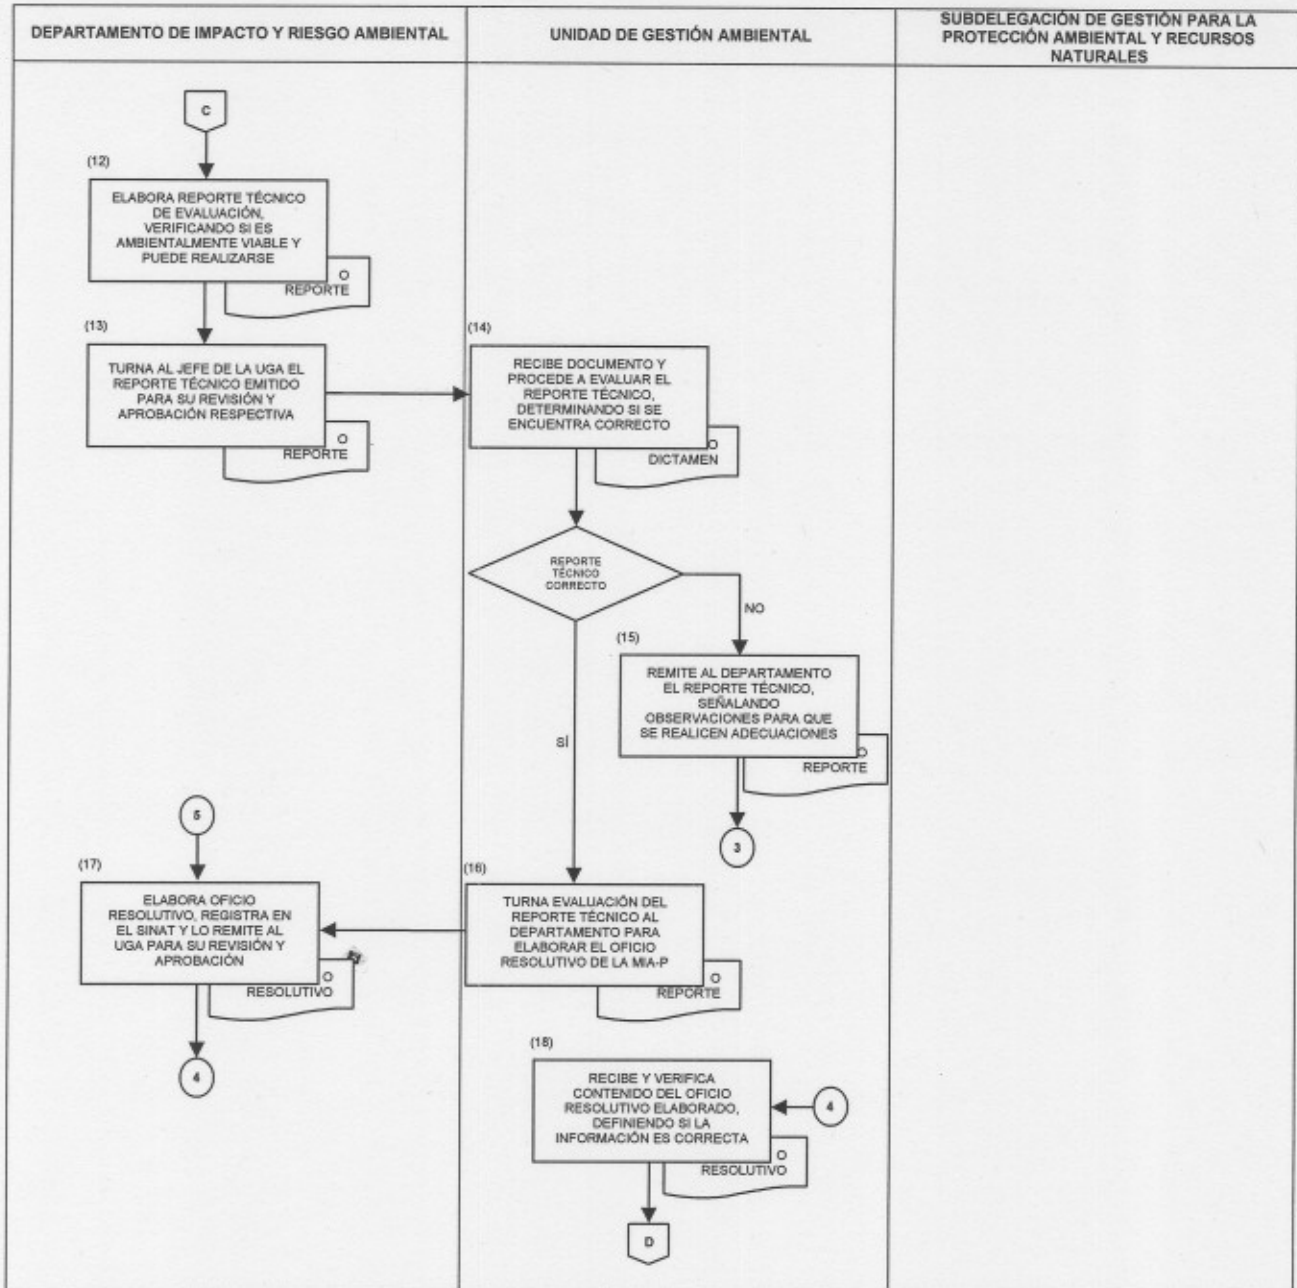 DEPARTAMENTO DE IMPACTO Y RIESGO AMBIENTAL
UNIDAD DE GESTIÓN AMBIENTAL
SUBDELEGACIÓN DE GESTIÓN PARA LA
PROTECCIÓN AMBIENTAL Y RECURSOS
NATURALES
C
(12)
ELABORA REPORTE TÉCNICO
DE EVALUACIÓN,
VERIFICANDO SI ES
AMBIENTALMENTE VIABLE Y
PUEDE REALIZARSE
O
REPORTE
(13)
TURNA AL JEFE DE LA UGA EL
REPORTE TÉCNICO EMITIDO
PARA SU REVISIÓN Y
APROBACIÓN RESPECTIVA
O
REPORTE
(14)
RECIBE DOCUMENTO Y
PROCEDE A EVALUAR EL
REPORTE TÉCNICO,
DETERMINANDO SI SE
ENCUENTRA CORRECTO
O
DICTAMEN
REPORTE
TÉCNICO
CORRECTO
NO
SÍ
(15)
REMITE AL DEPARTAMENTO
EL REPORTE TÉCNICO,
SEÑALANDO
OBSERVACIONES PARA QUE
SE REALICEN ADECUACIONES
O
REPORTE
3
(16)
TURNA EVALUACIÓN DEL
REPORTE TÉCNICO AL
DEPARTAMENTO PARA
ELABORAR EL OFICIO
RESOLUTIVO DE LA MIA-P
O
REPORTE
5
(17)
ELABORA OFICIO
RESOLUTIVO, REGISTRA EN
EL SINAT Y LO REMITE AL
UGA PARA SU REVISIÓN Y
APROBACIÓN
O
RESOLUTIVO
4
(18)
RECIBE Y VERIFICA
CONTENIDO DEL OFICIO
RESOLUTIVO ELABORADO,
DEFINIENDO SI LA
INFORMACIÓN ES CORRECTA
4
O
RESOLUTIVO
D